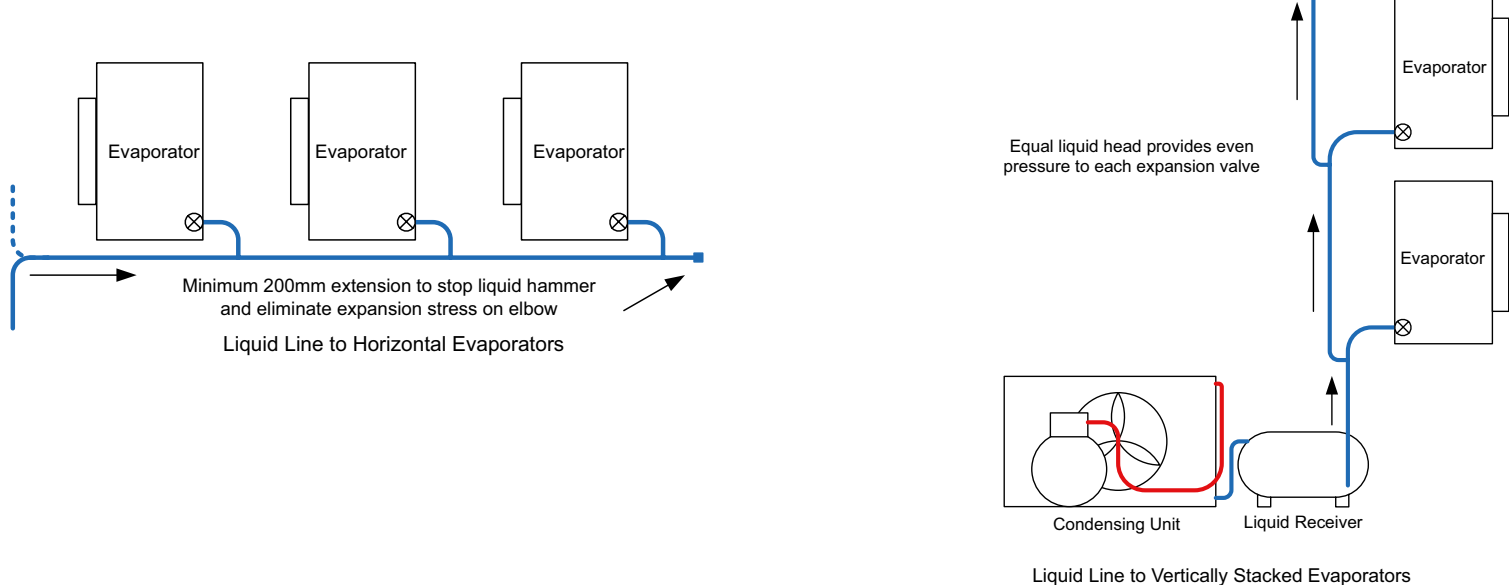 Evaporator
Evaporator
Evaporator
Minimum 200mm extension to stop liquid hammer
and eliminate expansion stress on elbow
Liquid Line to Horizontal Evaporators
Evaporator
Equal liquid head provides even
pressure to each expansion valve
Evaporator
Condensing Unit
Liquid Receiver
Liquid Line to Vertically Stacked Evaporators